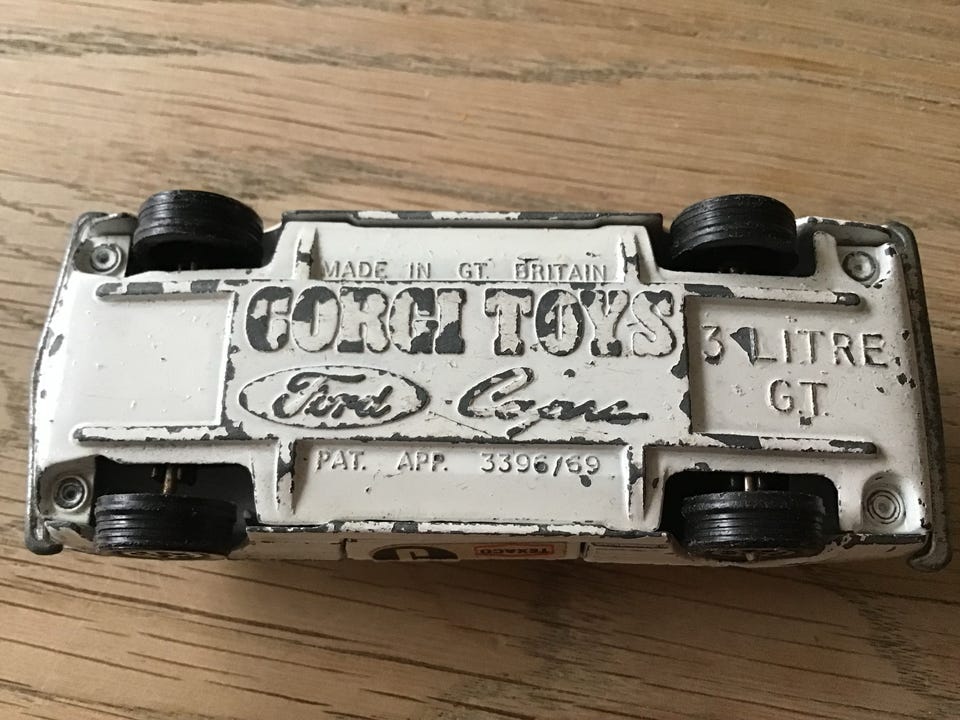 MADE IN GT. BRITAIN
CORGI TOYS
Ford Capri
3 LITRE
GT
PAT. APP. 3396/69
TEXACO